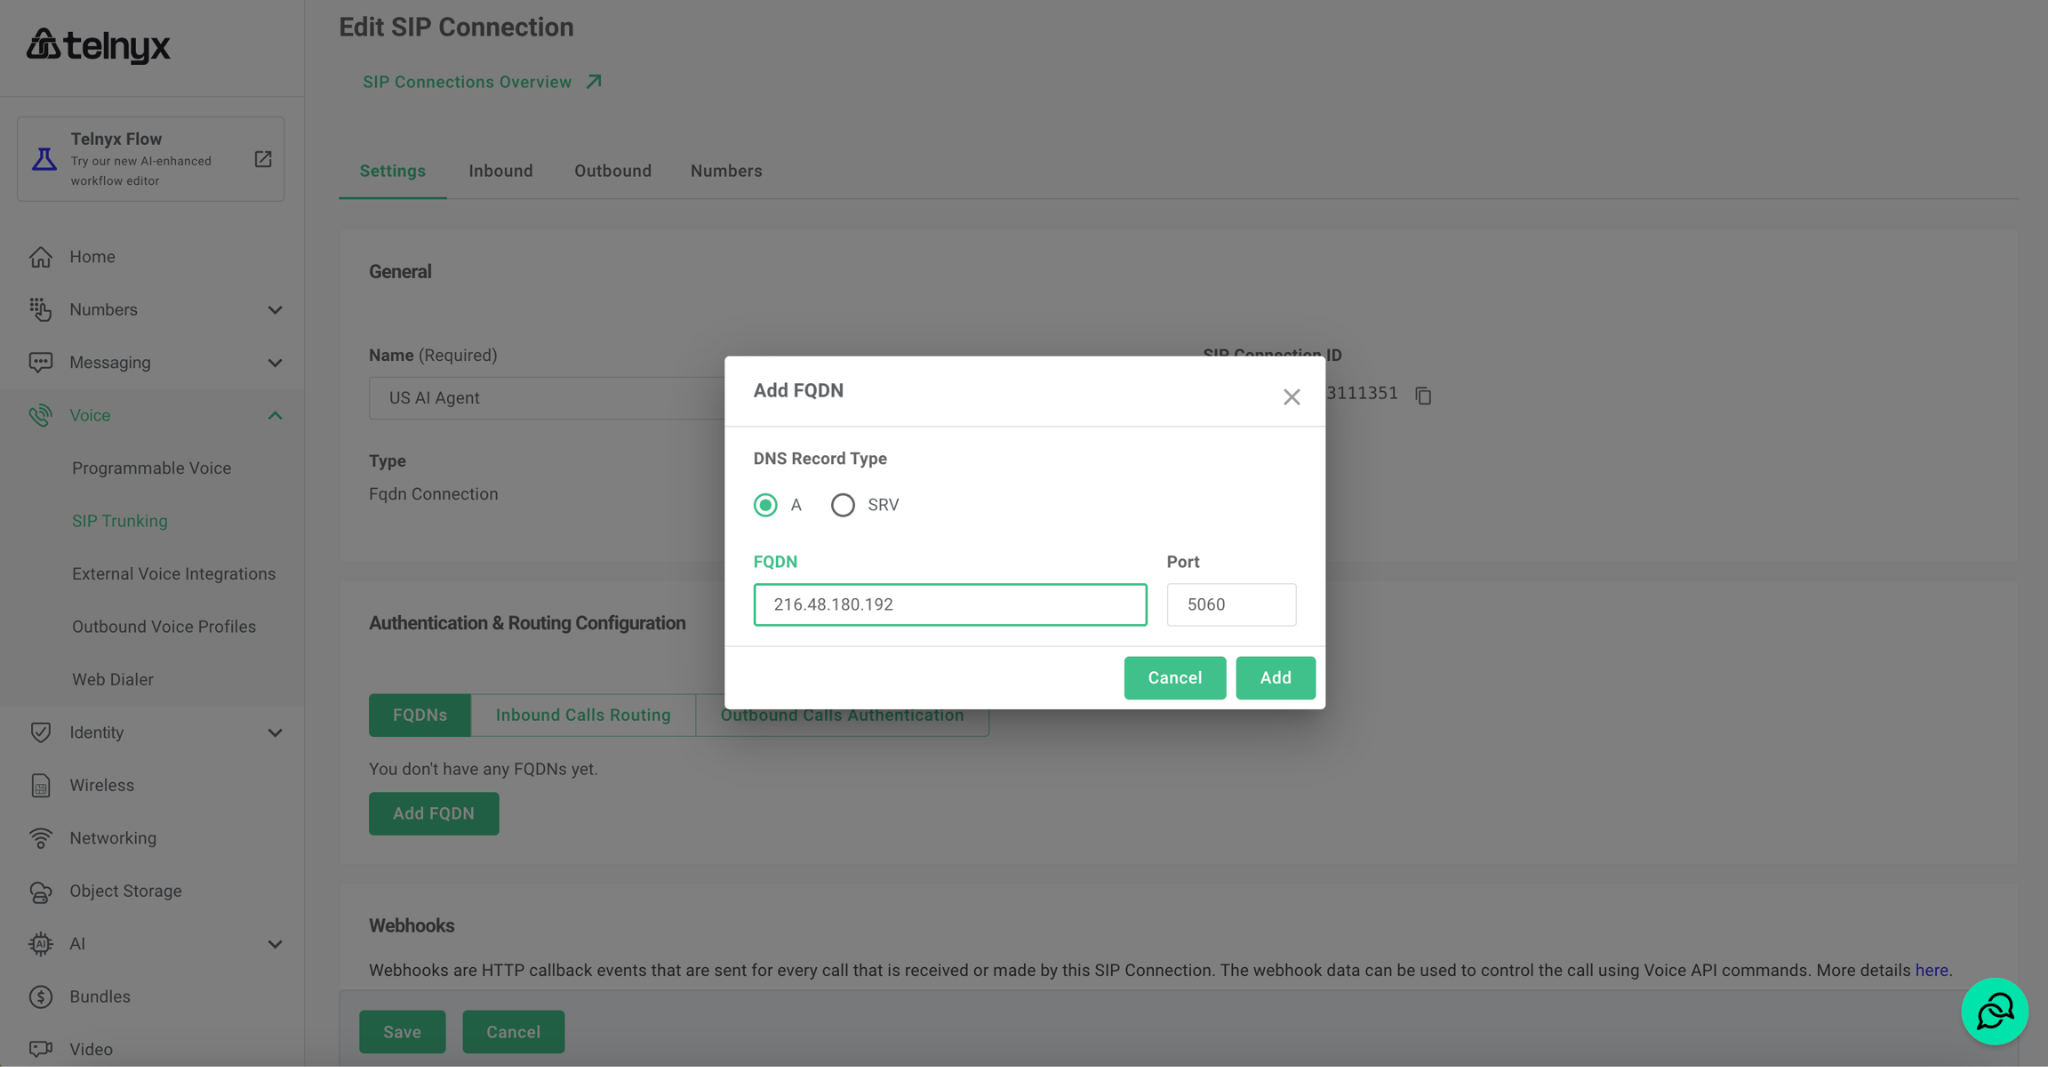 telnyx
Telnyx Flow
Try our new AI-enhanced
workflow editor
Home
Numbers
Messaging
Voice
Programmable Voice
SIP Trunking
External Voice Integrations
Outbound Voice Profiles
Web Dialer
Identity
Wireless
Networking
Object Storage
AI
AI
Bundles
Video
Edit SIP Connection
SIP Connections Overview
Settings
Inbound
Outbound
Numbers
General
Name (Required)
US AI Agent
SIP Connection ID
3111351
Type
Fqdn Connection
Authentication & Routing Configuration
FQDNs
Inbound Calls Routing
Outbound Calls Authentication
You don't have any FQDNs yet.
Add FQDN
Webhooks
Webhooks are HTTP callback events that are sent for every call that is received or made by this SIP Connection. The webhook data can be used to control the call using Voice API commands. More details here.
Save
Cancel
Add FQDN
DNS Record Type
A
SRV
FQDN
Port
216.48.180.192
5060
Cancel
Add